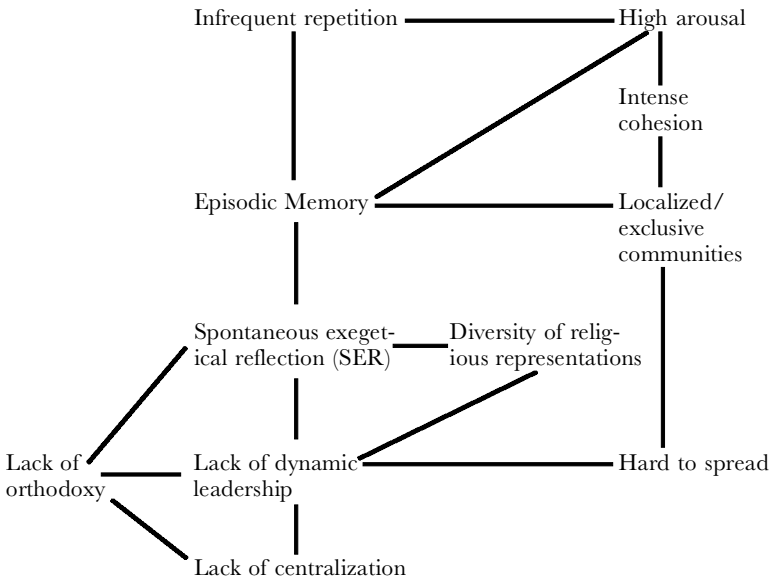 Infrequent repetition
High arousal
Intense
cohesion
Episodic Memory
Localized/
exclusive
communities
Spontaneous exeget-
ical reflection (SER)
Diversity of relig-
ious representations
Lack of
orthodoxy
Lack of dynamic
leadership
Hard to spread
Lack of centralization